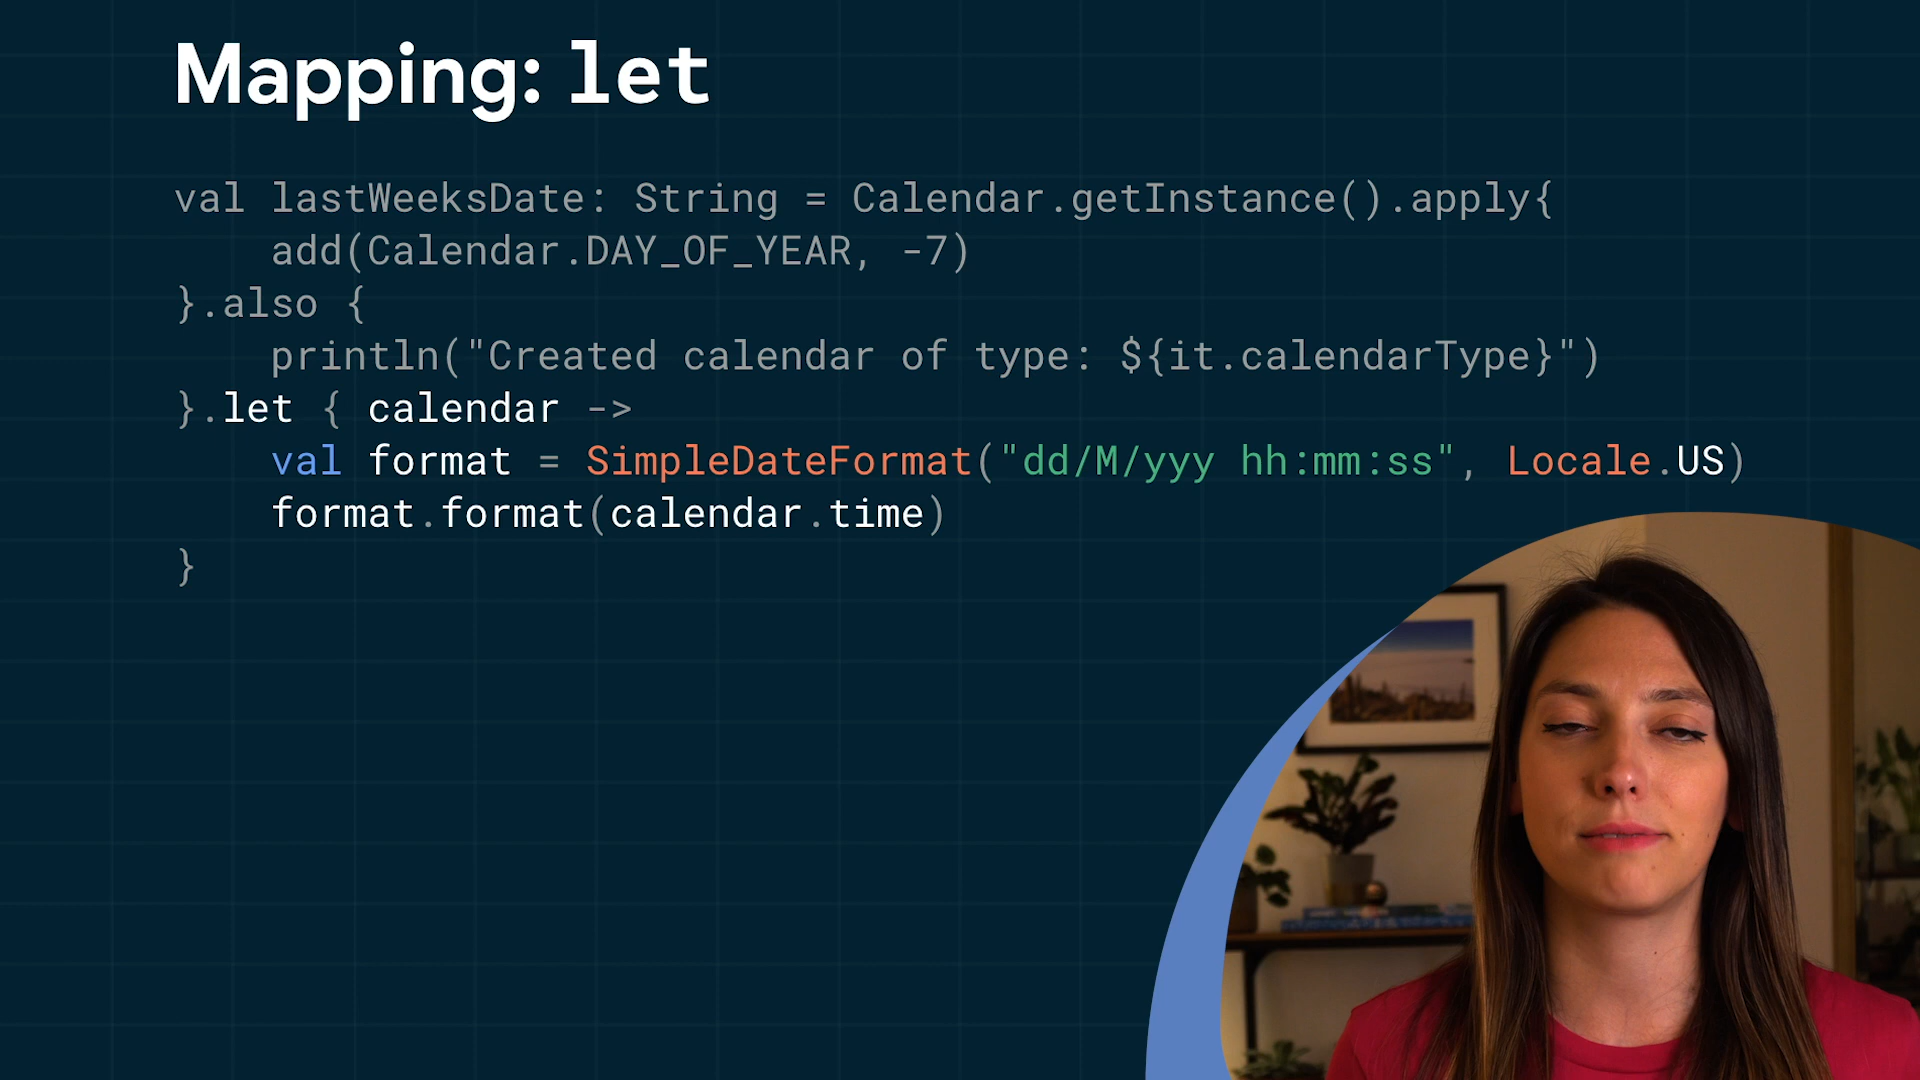 Mapping: let
val lastWeeksDate: String = Calendar.getInstance().apply{
    add(Calendar.DAY_OF_YEAR, -7)
}.also {
    println("Created calendar of type: ${it.calendarType}")
}.let { calendar ->
    val format = SimpleDateFormat("dd/M/yyy hh:mm:ss", Locale.US)
    format.format(calendar.time)
}